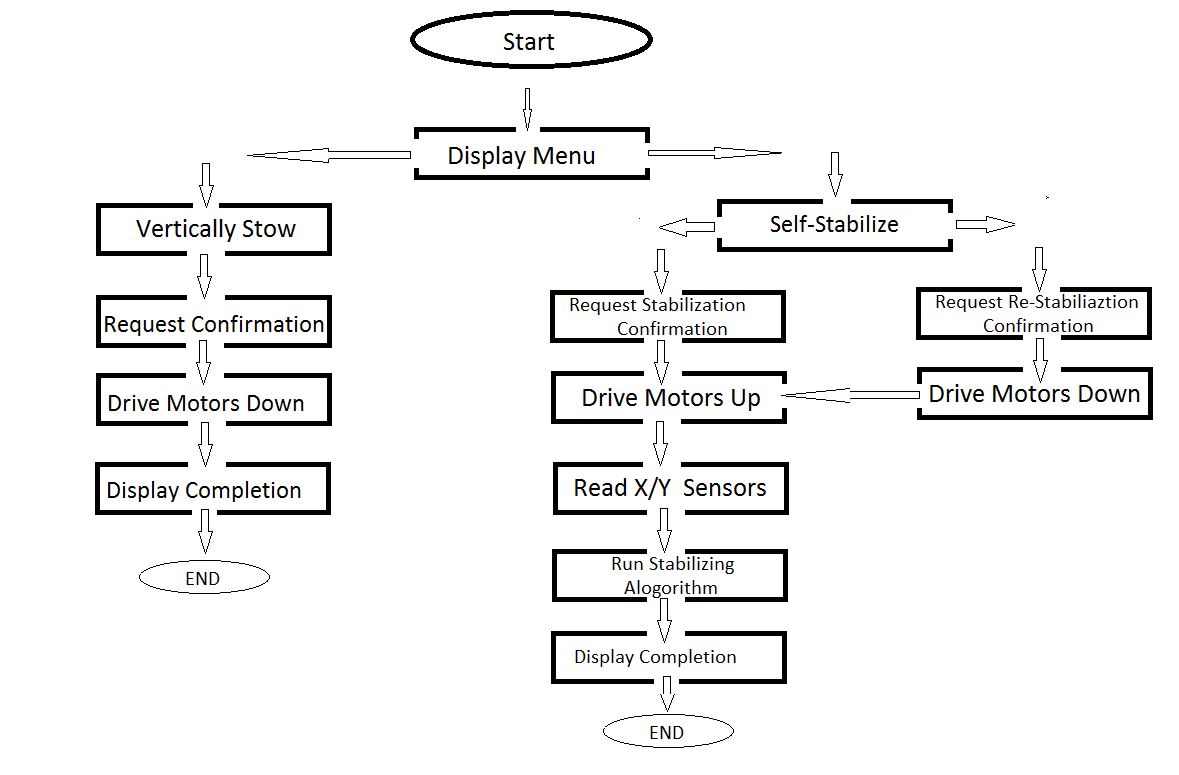 Start
Display Menu
Vertically Stow
Request Confirmation
Drive Motors Down
Display Completion
END
Self-Stabilize
Request Stabilization
Confirmation
Drive Motors Up
Read X/Y Sensors
Run Stabilizing
Alogorithm
Display Completion
END
Request Re-Stabiliaztion
Confirmation
Drive Motors Down